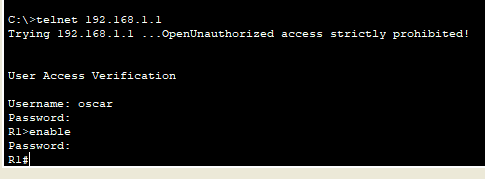 C:\>telnet 192.168.1.1
Trying 192.168.1.1 ...OpenUnauthorized access strictly prohibited!
User Access Verification
Username: oscar
Password:
R1>enable
Password:
R1#